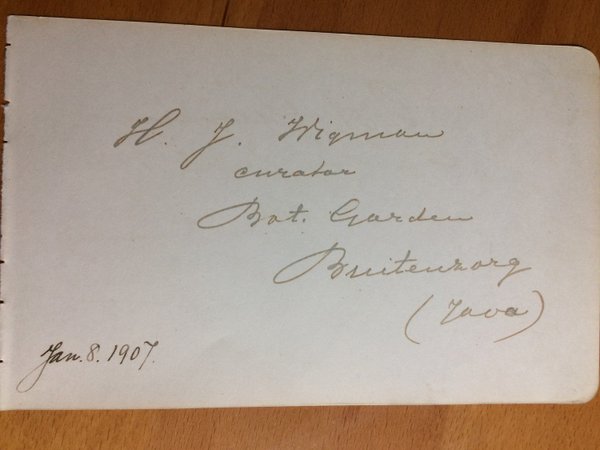 H. J. Wigman
curator
Bot. Garden
Buitenzorg
(Java)
Jan. 8. 1907.